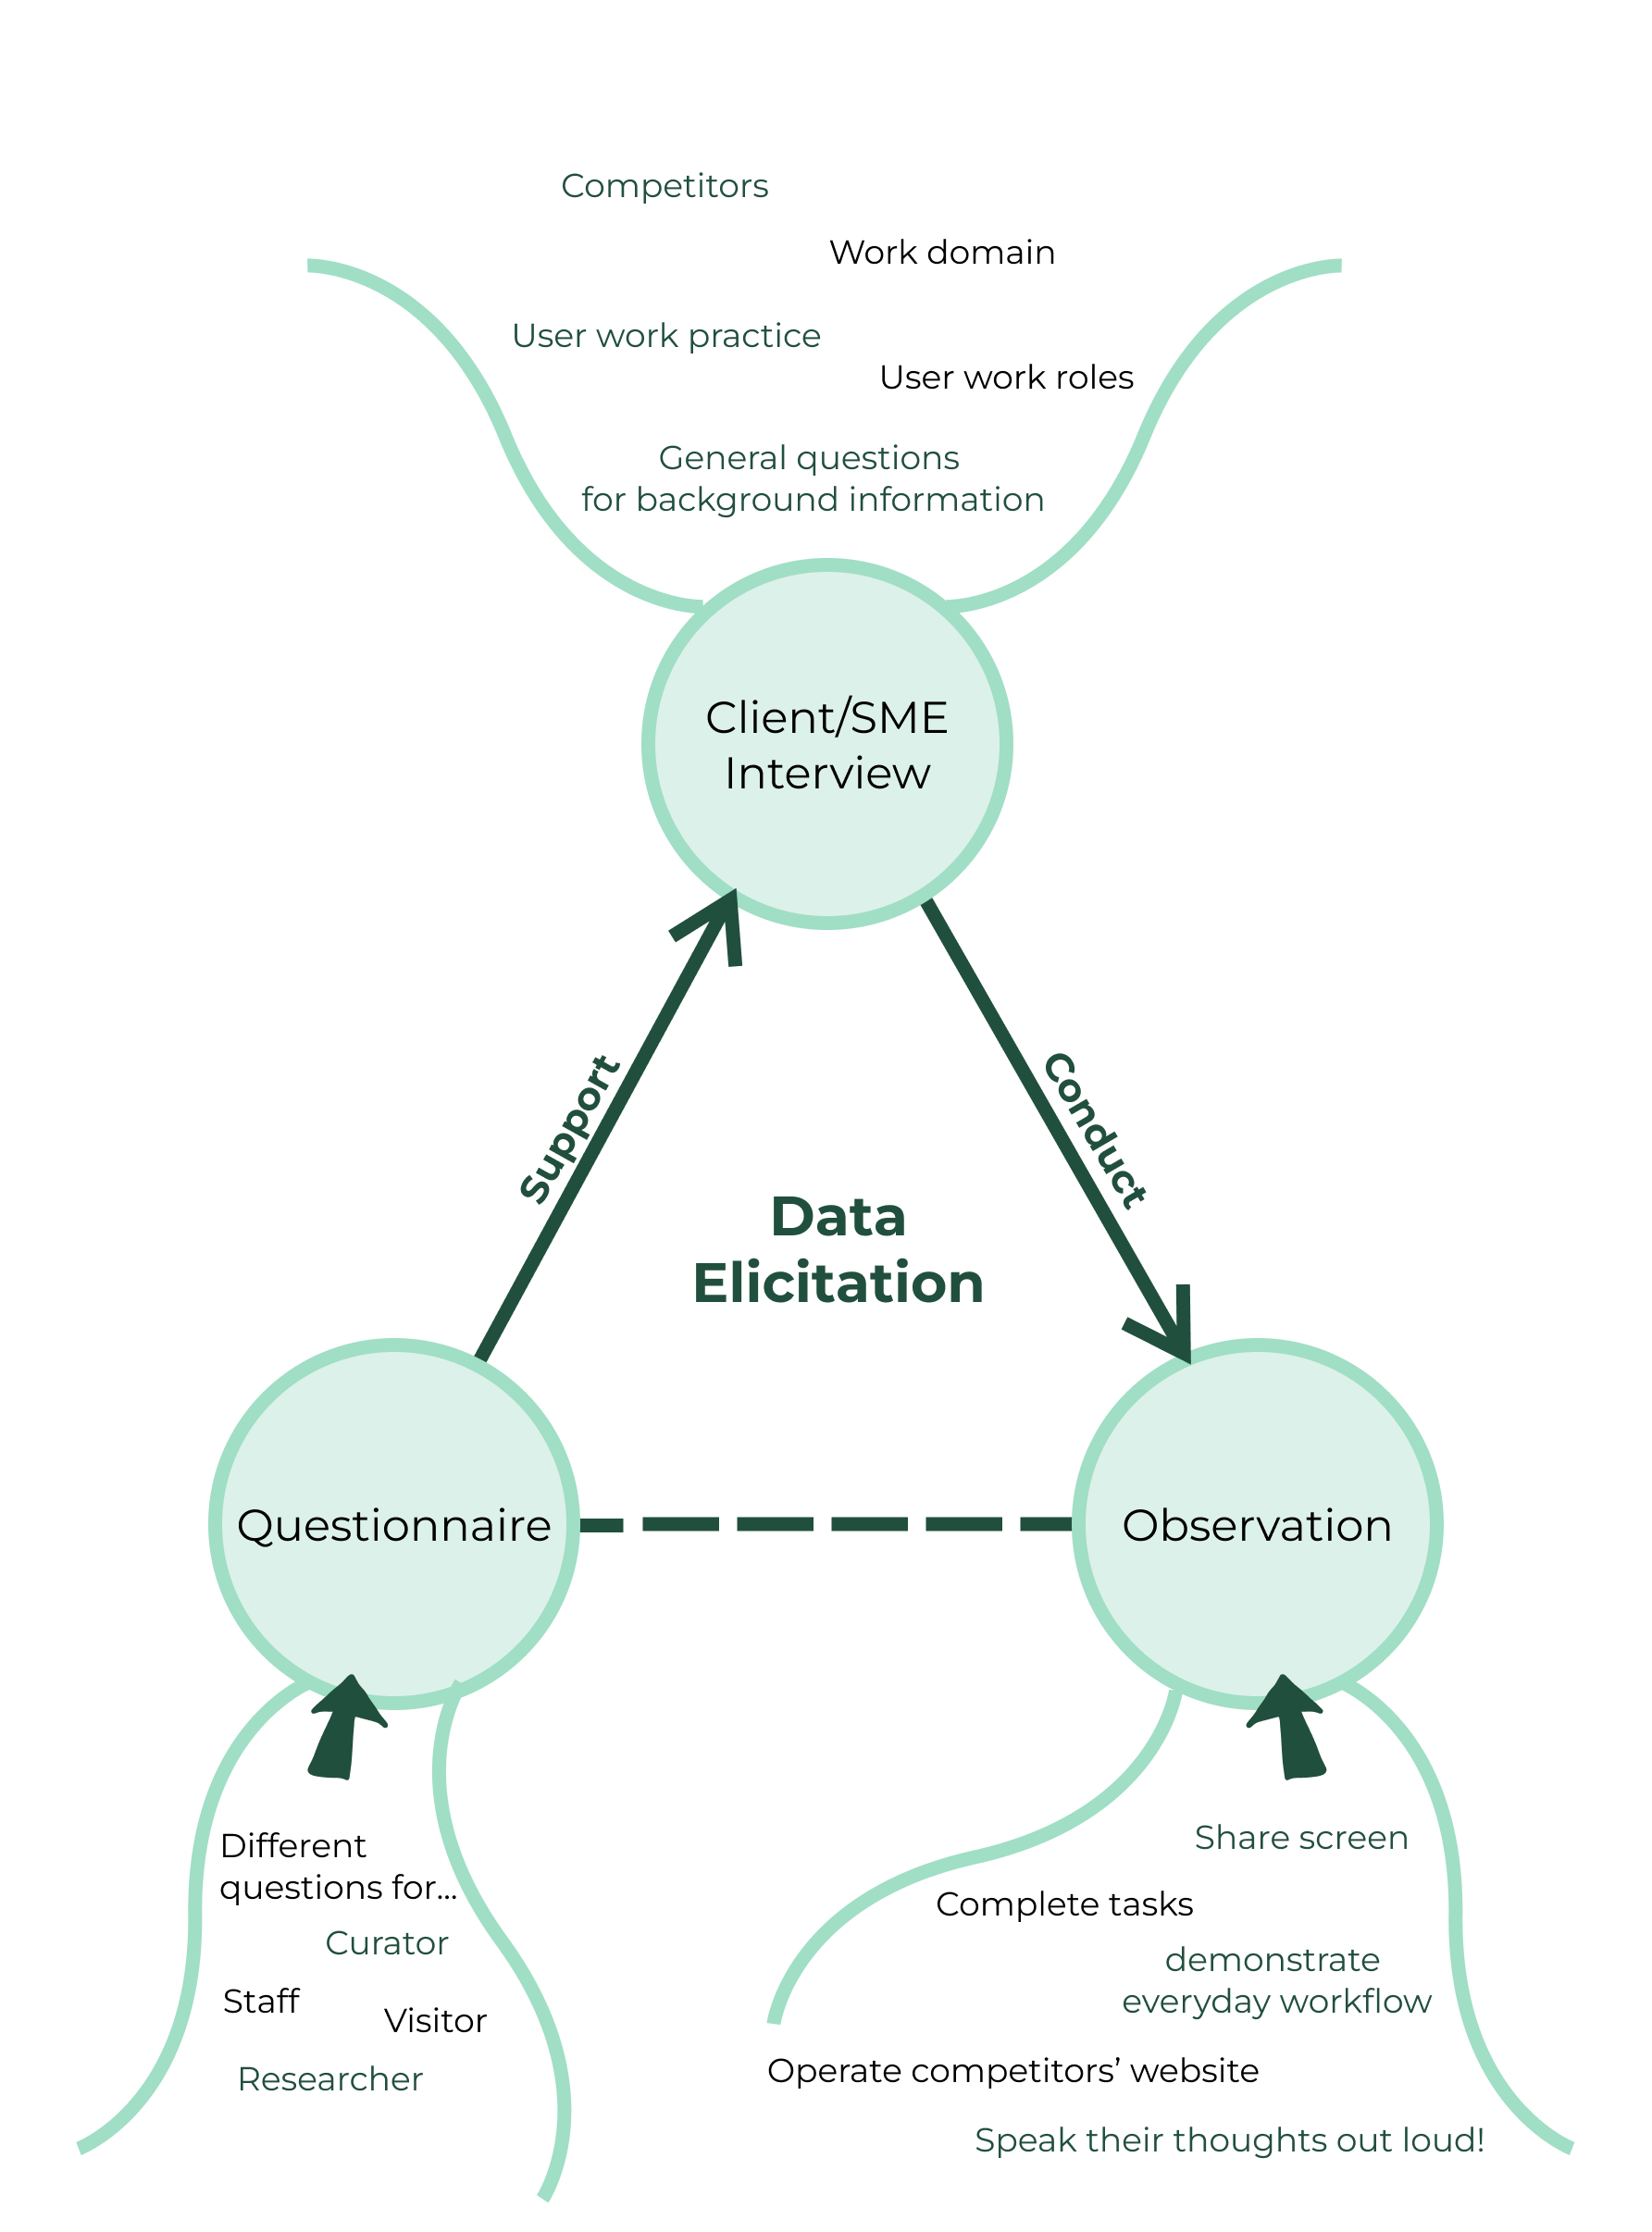 Competitors
Work domain
User work practice
User work roles
General questions
for background information
Client/SME
Interview
Support
Conduct
Data
Elicitation
Questionnaire
Observation
Different
questions for...
Curator
Staff
Visitor
Researcher
Share screen
Complete tasks
demonstrate
everyday workflow
Operate competitors’ website
Speak their thoughts out loud!